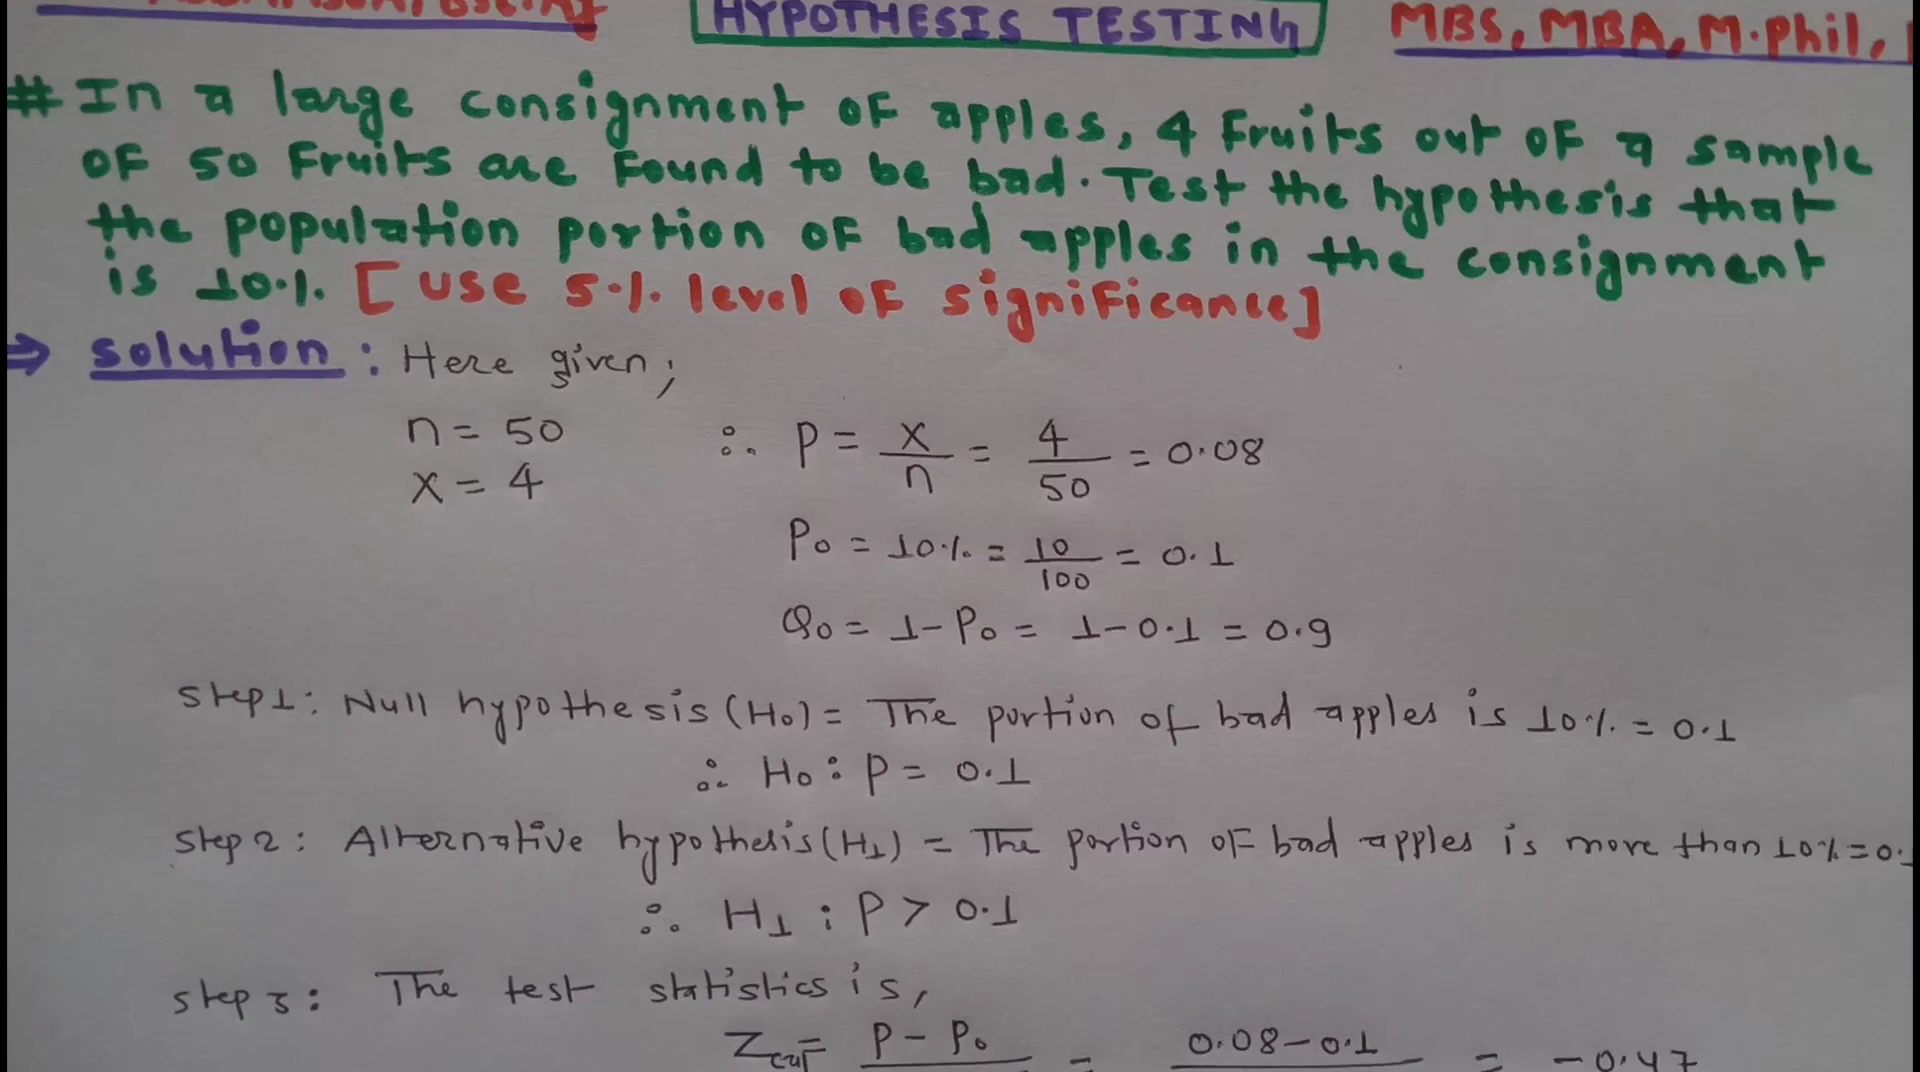 HYPOTHESIS TESTING MBS, MBA, M.Phil,
# In a large consignment of apples, 4 fruits out of a sample
of 50 fruits are found to be bad. Test the hypothesis that
the population portion of bad apples in the consignment
is 10%. [Use 5% level of significance]
⇒ Solution: Here given;
n = 50 ∴ P = x/n = 4/50 = 0.08
x = 4
P₀ = 10% = 10/100 = 0.1
Q₀ = 1 - P₀ = 1 - 0.1 = 0.9
Step 1: Null hypothesis (H₀) = The portion of bad apples is 10% = 0.1
∴ H₀ : P = 0.1
Step 2: Alternative hypothesis (H₁) = The portion of bad apples is more than 10% = 0.
∴ H₁ : P > 0.1
Step 3: The test statistics is,
Zcal = P - P₀ = 0.08 - 0.1 = -0.47